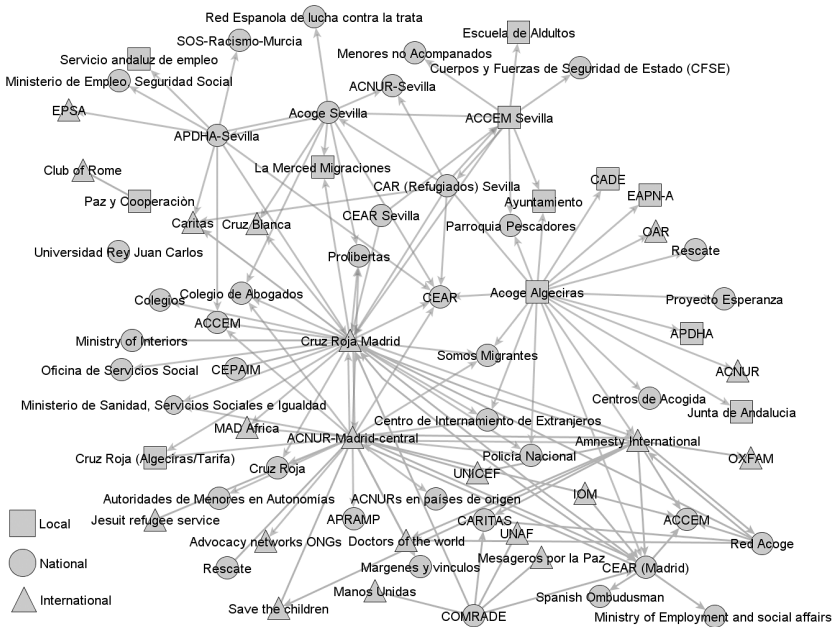 Red Espanola de lucha contra la trata
Escuela de Aldultos
SOS-Racismo-Murcia
Menores no Acompanados
Servicio andaluz de empleo
Cuerpos y Fuerzas de Seguridad de Estado (CFSE)
Ministerio de Empleo, Seguridad Social
ACNUR-Sevilla
EPSA
Acoge Sevilla
ACCEM Sevilla
APDHA-Sevilla
Club of Rome
La Merced Migraciones
CADE
CAR (Refugiados) Sevilla
EAPN-A
Paz y Cooperaciòn
Ayuntamiento
Caritas
Cruz Blanca
CEAR Sevilla
Parroquia Pescadores
OAR
Universidad Rey Juan Carlos
Prolibertas
Rescate
Colegios
Colegio de Abogados
CEAR
Acoge Algeciras
Proyecto Esperanza
ACCEM
Ministry of Interiors
Cruz Roja Madrid
APDHA
Somos Migrantes
Oficina de Servicios Social
CEPAIM
ACNUR
Ministerio de Sanidad, Servicios Sociales e Igualdad
Centros de Acogida
Junta de Andalucia
MAD Africa
Centro de Internamiento de Extranjeros
ACNUR-Madrid-central
Amnesty International
Cruz Roja (Algeciras/Tarifa)
Cruz Roja
Policía Nacional
OXFAM
UNICEF
Autoridades de Menores en Autonomías
ACNURs en países de origen
IOM
Jesuit refugee service
APRAMP
CARITAS
ACCEM
Local
UNAF
Advocacy networks ONGs
Doctors of the world
Red Acoge
National
Rescate
Margenes y vinculos
Mesageros por la Paz
CEAR (Madrid)
International
Manos Unidas
Spanish Ombudusman
Save the children
COMRADE
Ministry of Employment and social affairs